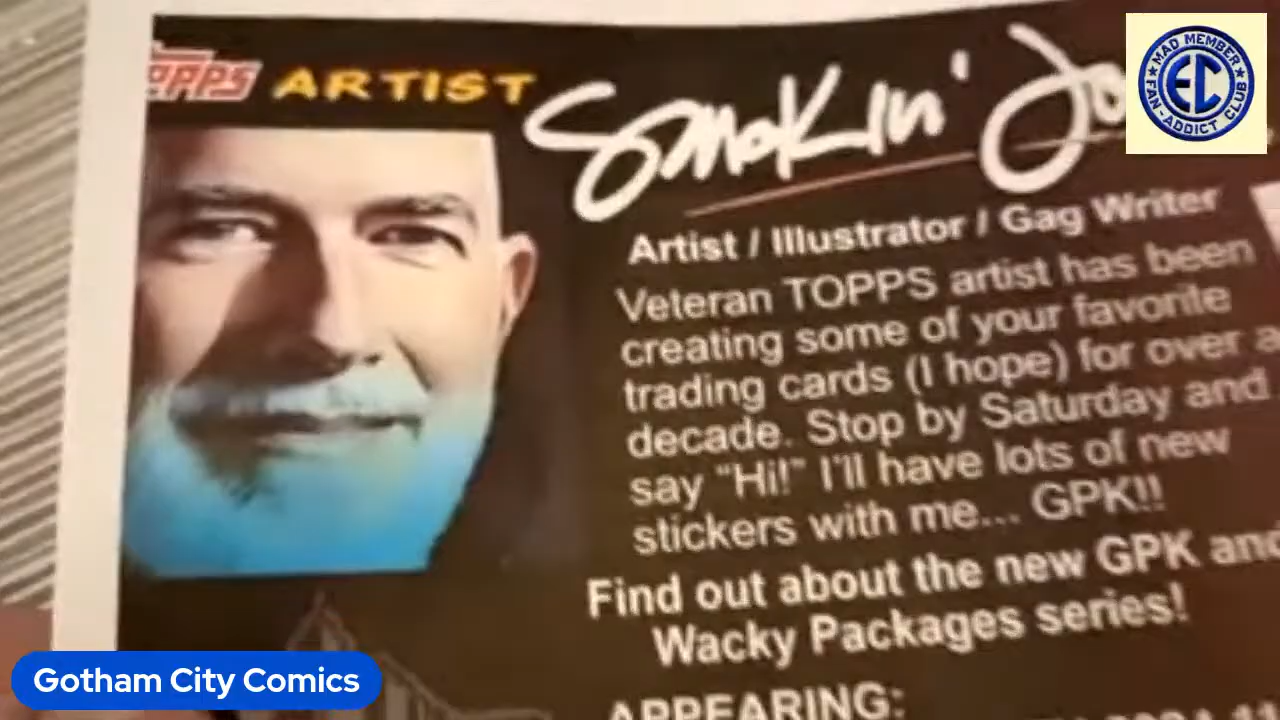 TOPPS ARTIST
Smokin' Jo
MAD MEMBER
EC
FAN-ADDICT CLUB
Artist / Illustrator / Gag Writer
Veteran TOPPS artist has been
creating some of your favorite
trading cards (I hope) for over a
decade. Stop by Saturday and
say "Hi!" I'll have lots of new
stickers with me... GPK!!
Find out about the new GPK and
Wacky Packages series!
APPEARING:
Gotham City Comics